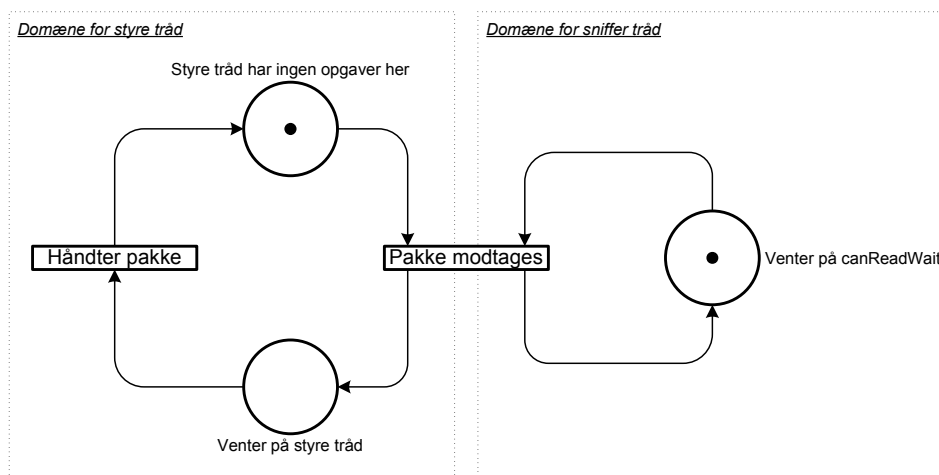 Domæne for styre tråd
Domæne for sniffer tråd
Styre tråd har ingen opgaver her
Håndter pakke
Pakke modtages
Venter på canReadWait
Venter på styre tråd